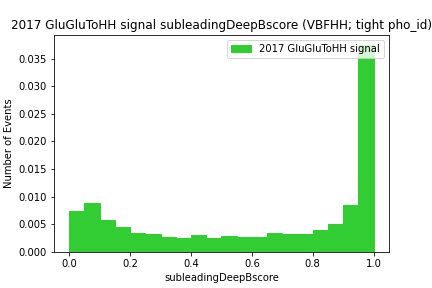 2017 GluGluToHH signal subleadingDeepBscore (VBFHH; tight pho_id)
2017 GluGluToHH signal
Number of Events
0.035
0.030
0.025
0.020
0.015
0.010
0.005
0.000
0.0 0.2 0.4 0.6 0.8 1.0
subleadingDeepBscore